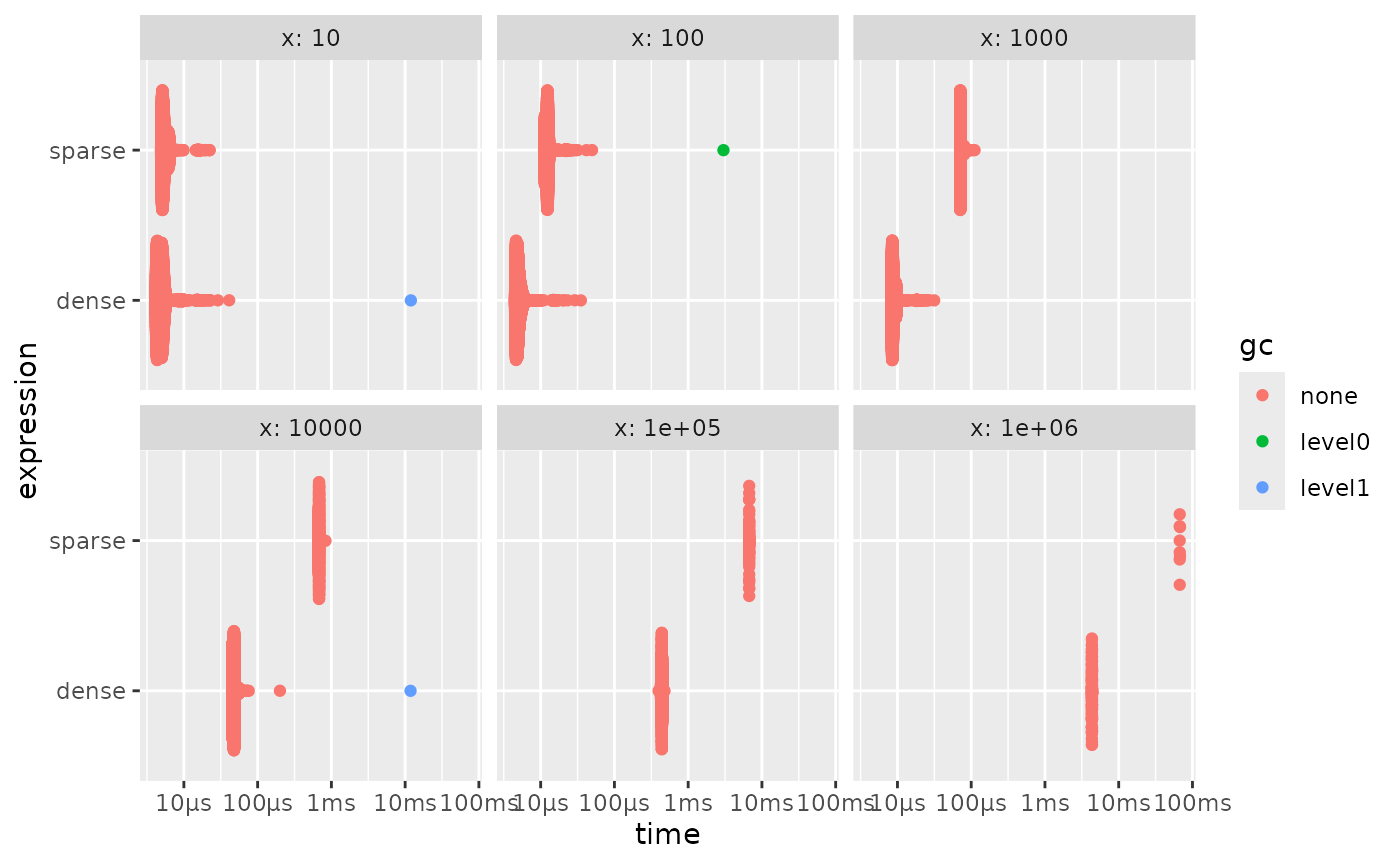 x: 10
x: 100
x: 1000
sparse
dense
x: 10000
x: 1e+05
x: 1e+06
sparse
dense
expression
10µs 100µs 1ms 10ms 100ms
10µs 100µs 1ms 10ms 100ms
10µs 100µs 1ms 10ms 100ms
time
gc
none
level0
level1